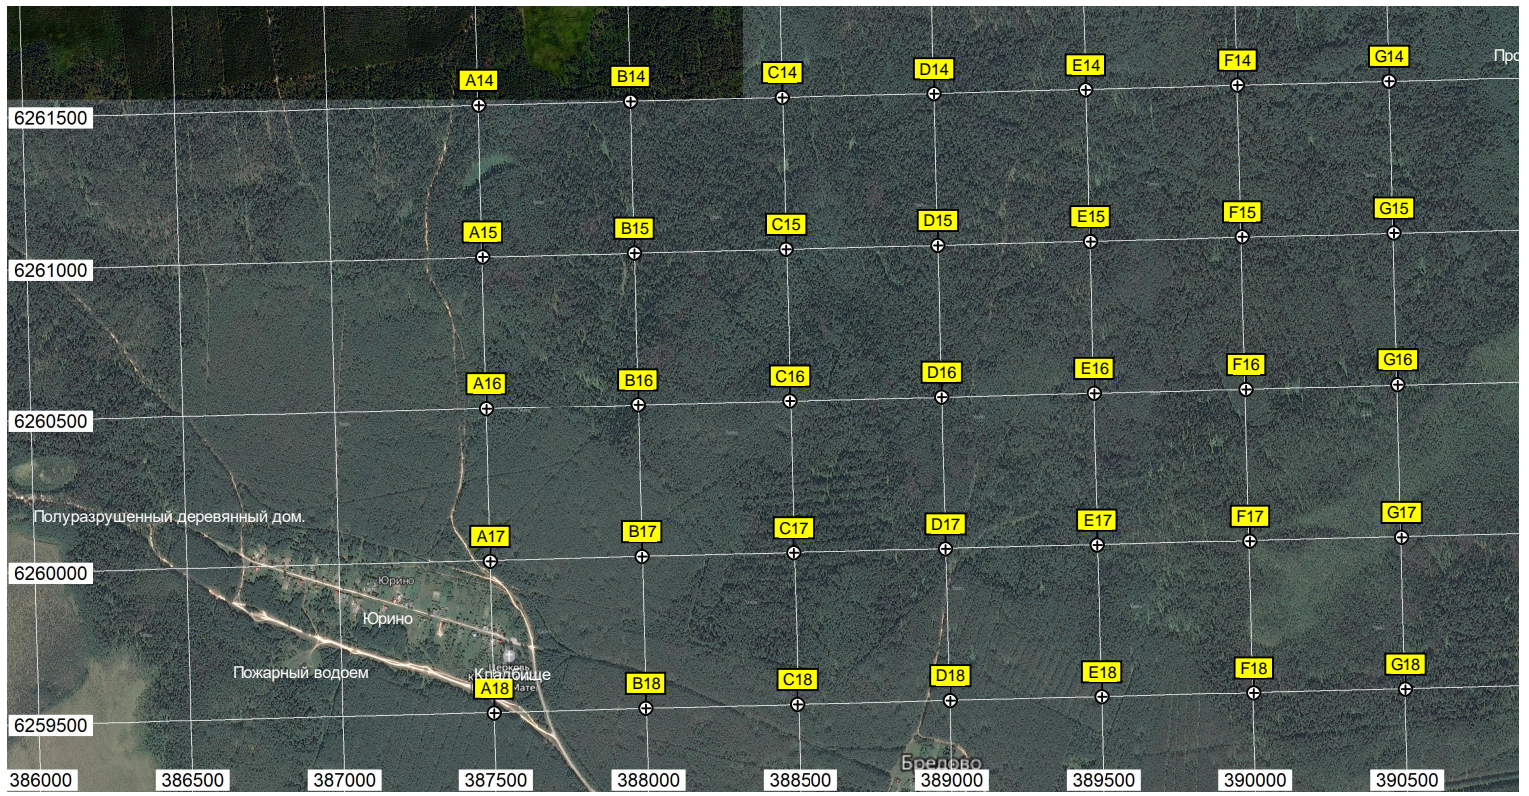 Про
A14 B14 C14 D14 E14 F14 G14
6261500
A15 B15 C15 D15 E15 F15 G15
6261000
A16 B16 C16 D16 E16 F16 G16
6260500
Полуразрушенный деревянный дом.
A17 B17 C17 D17 E17 F17 G17
6260000
Юрино
Юрино
Пожарный водоем
Церковь
Кладбище
A18 B18 C18 D18 E18 F18 G18
6259500
Бредово
386000 386500 387000 387500 388000 388500 389000 389500 390000 390500